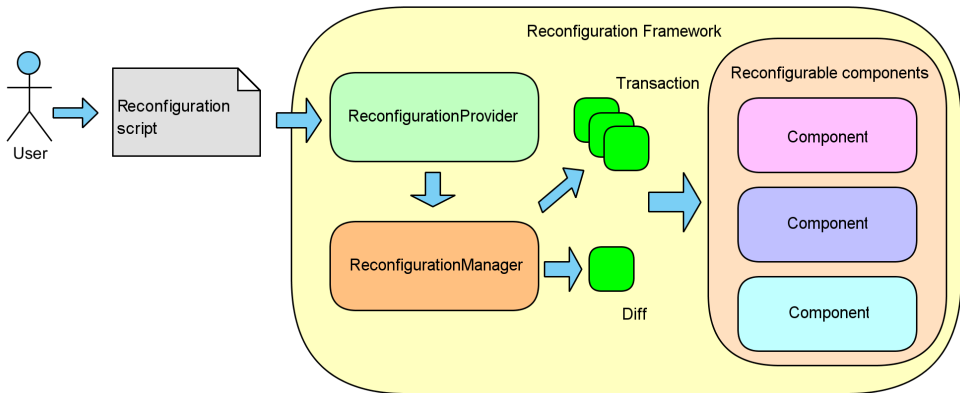 Reconfiguration Framework
User
Reconfiguration
script
ReconfigurationProvider
ReconfigurationManager
Transaction
Diff
Reconfigurable components
Component
Component
Component